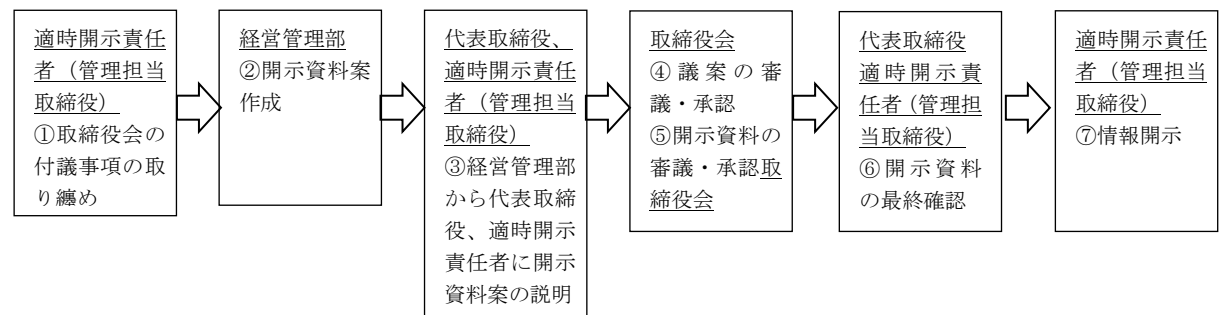 適時開示責任
者（管理担当
取締役）
①取締役会の
付議事項の取
り纏め
経営管理部
②開示資料案
作成
代表取締役、
適時開示責任
者（管理担当
取締役）
③経営管理部
から代表取締
役、適時開示
責任者に開示
資料案の説明
取締役会
④議案の審
議・承認
⑤開示資料の
審議・承認取
締役会
代表取締役
適時開示責
任者（管理担
当取締役）
⑥開示資料
の最終確認
適時開示責任
者（管理担当
取締役）
⑦情報開示